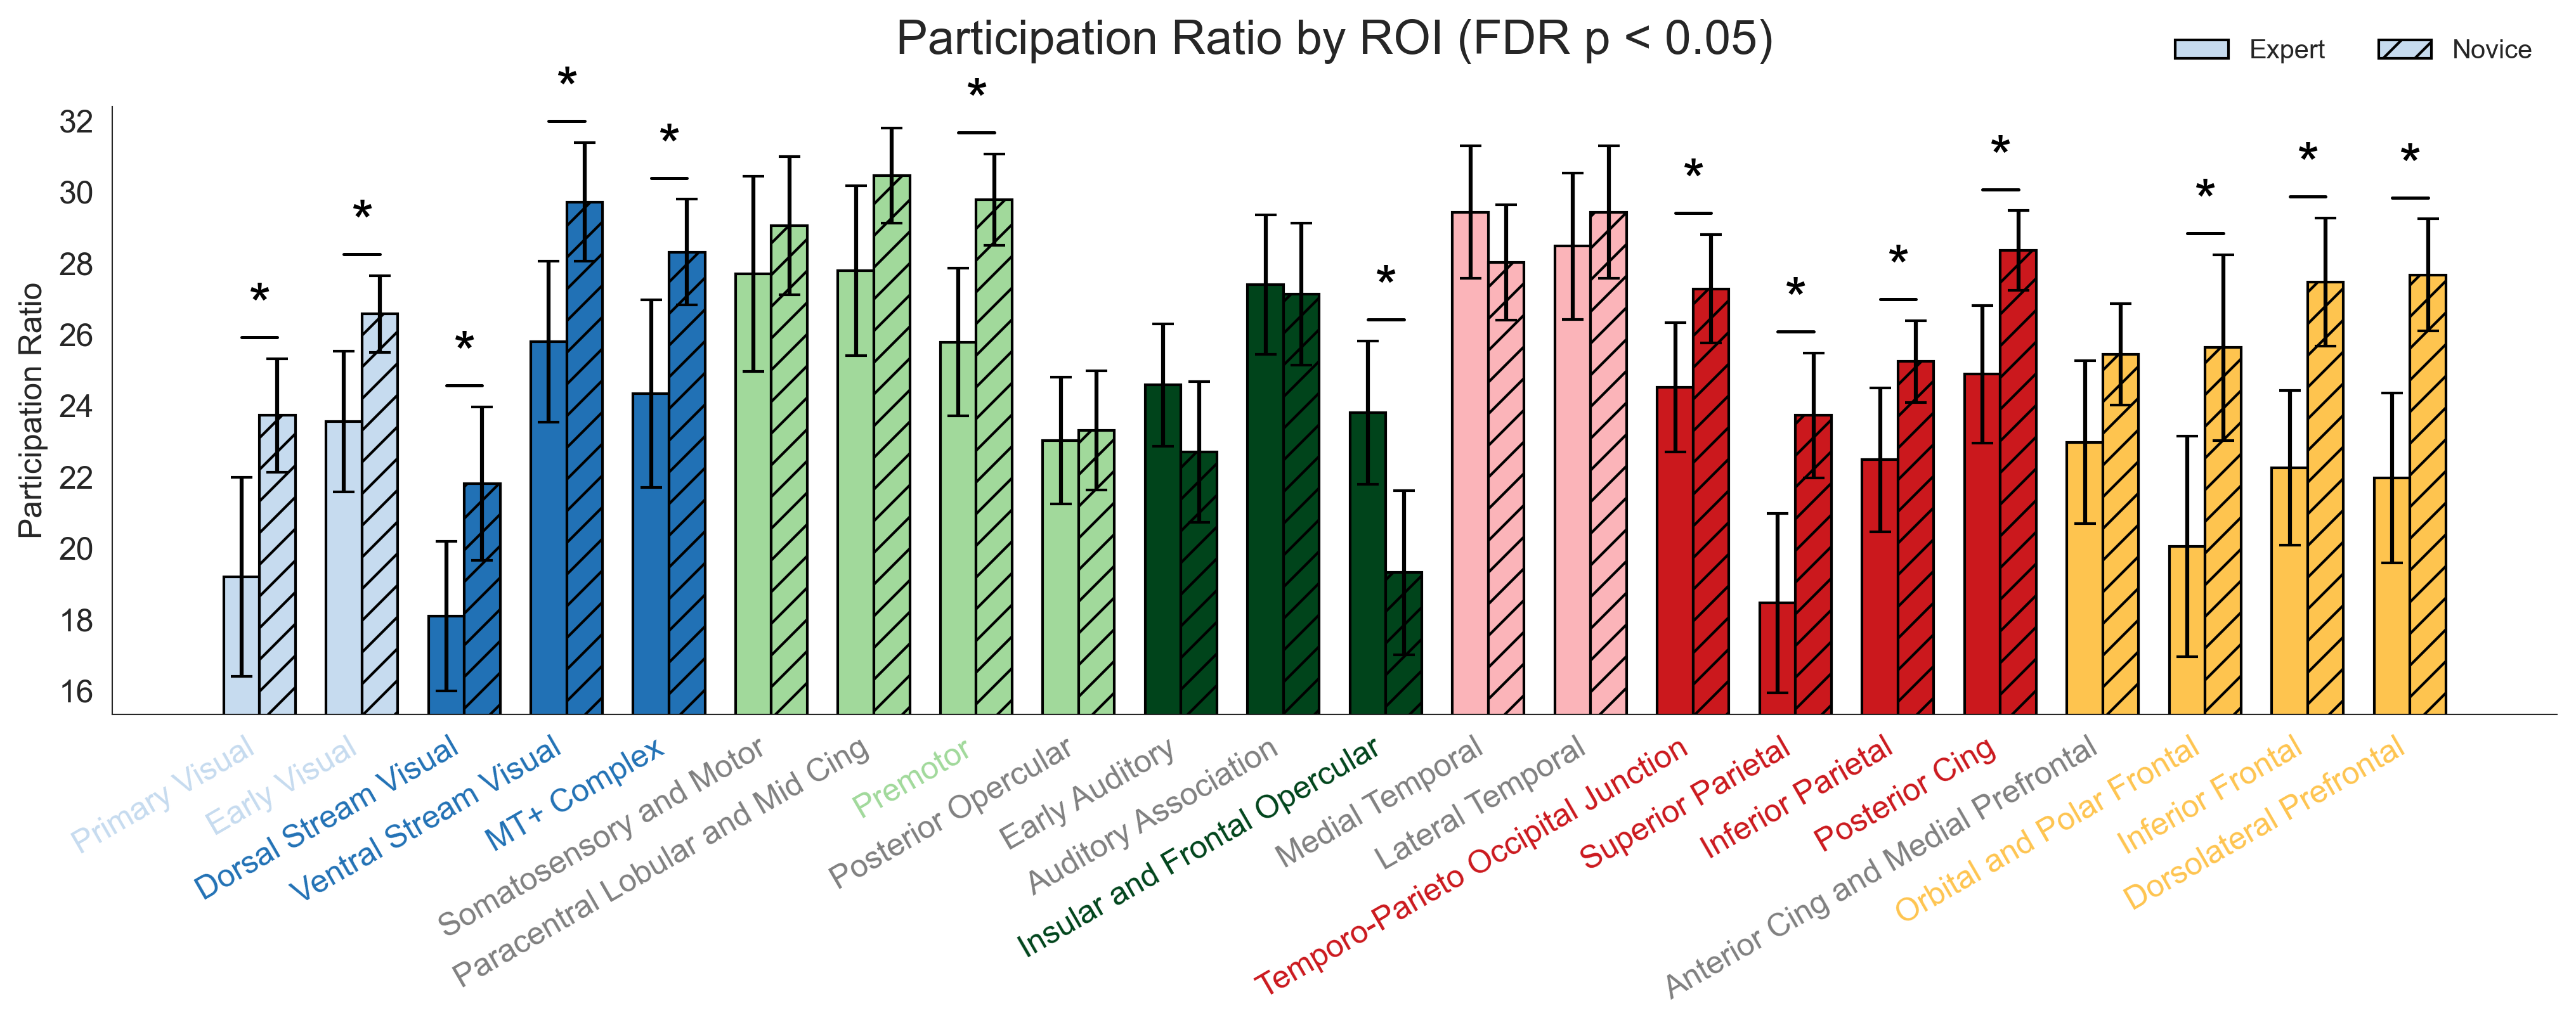 Participation Ratio by ROI (FDR p < 0.05)
Expert
Novice
Participation Ratio
32
30
28
26
24
22
20
18
16
*
*
*
*
*
*
*
*
*
*
*
*
*
*
Primary Visual
Early Visual
Dorsal Stream Visual
Ventral Stream Visual
MT+ Complex
Somatosensory and Motor
Paracentral Lobular and Mid Cing
Premotor
Posterior Opercular
Early Auditory
Auditory Association
Insular and Frontal Opercular
Medial Temporal
Lateral Temporal
Temporo-Parieto Occipital Junction
Superior Parietal
Inferior Parietal
Posterior Cing
Anterior Cing and Medial Prefrontal
Orbital and Polar Frontal
Inferior Frontal
Dorsolateral Prefrontal